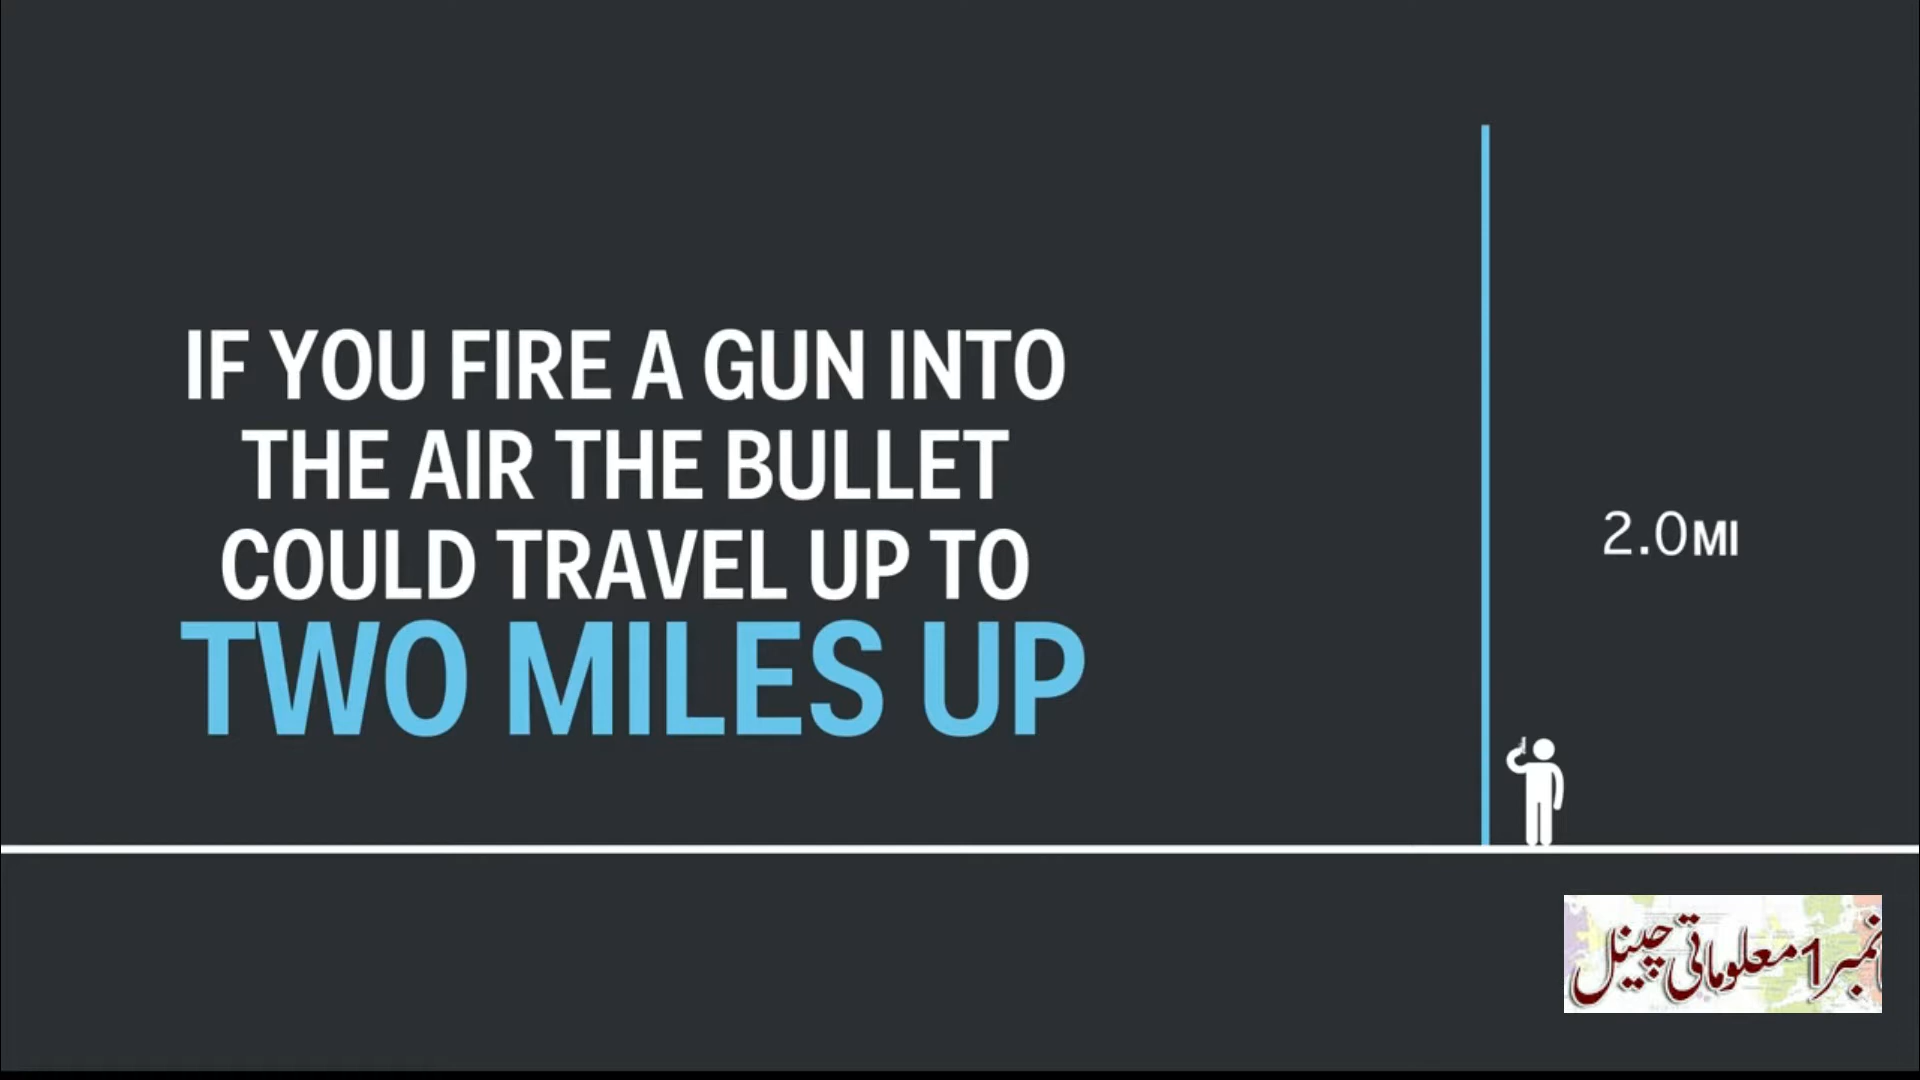 IF YOU FIRE A GUN INTO
THE AIR THE BULLET
COULD TRAVEL UP TO
TWO MILES UP
2.0MI
نمبر1 معلوماتی چینل